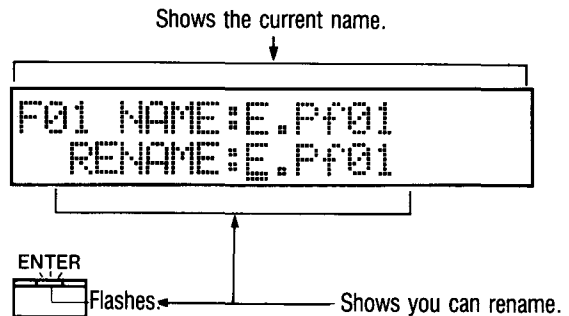 Shows the current name.
F01 NAME:E.Pf01
RENAME:E.Pf01
ENTER
Flashes.
Shows you can rename.